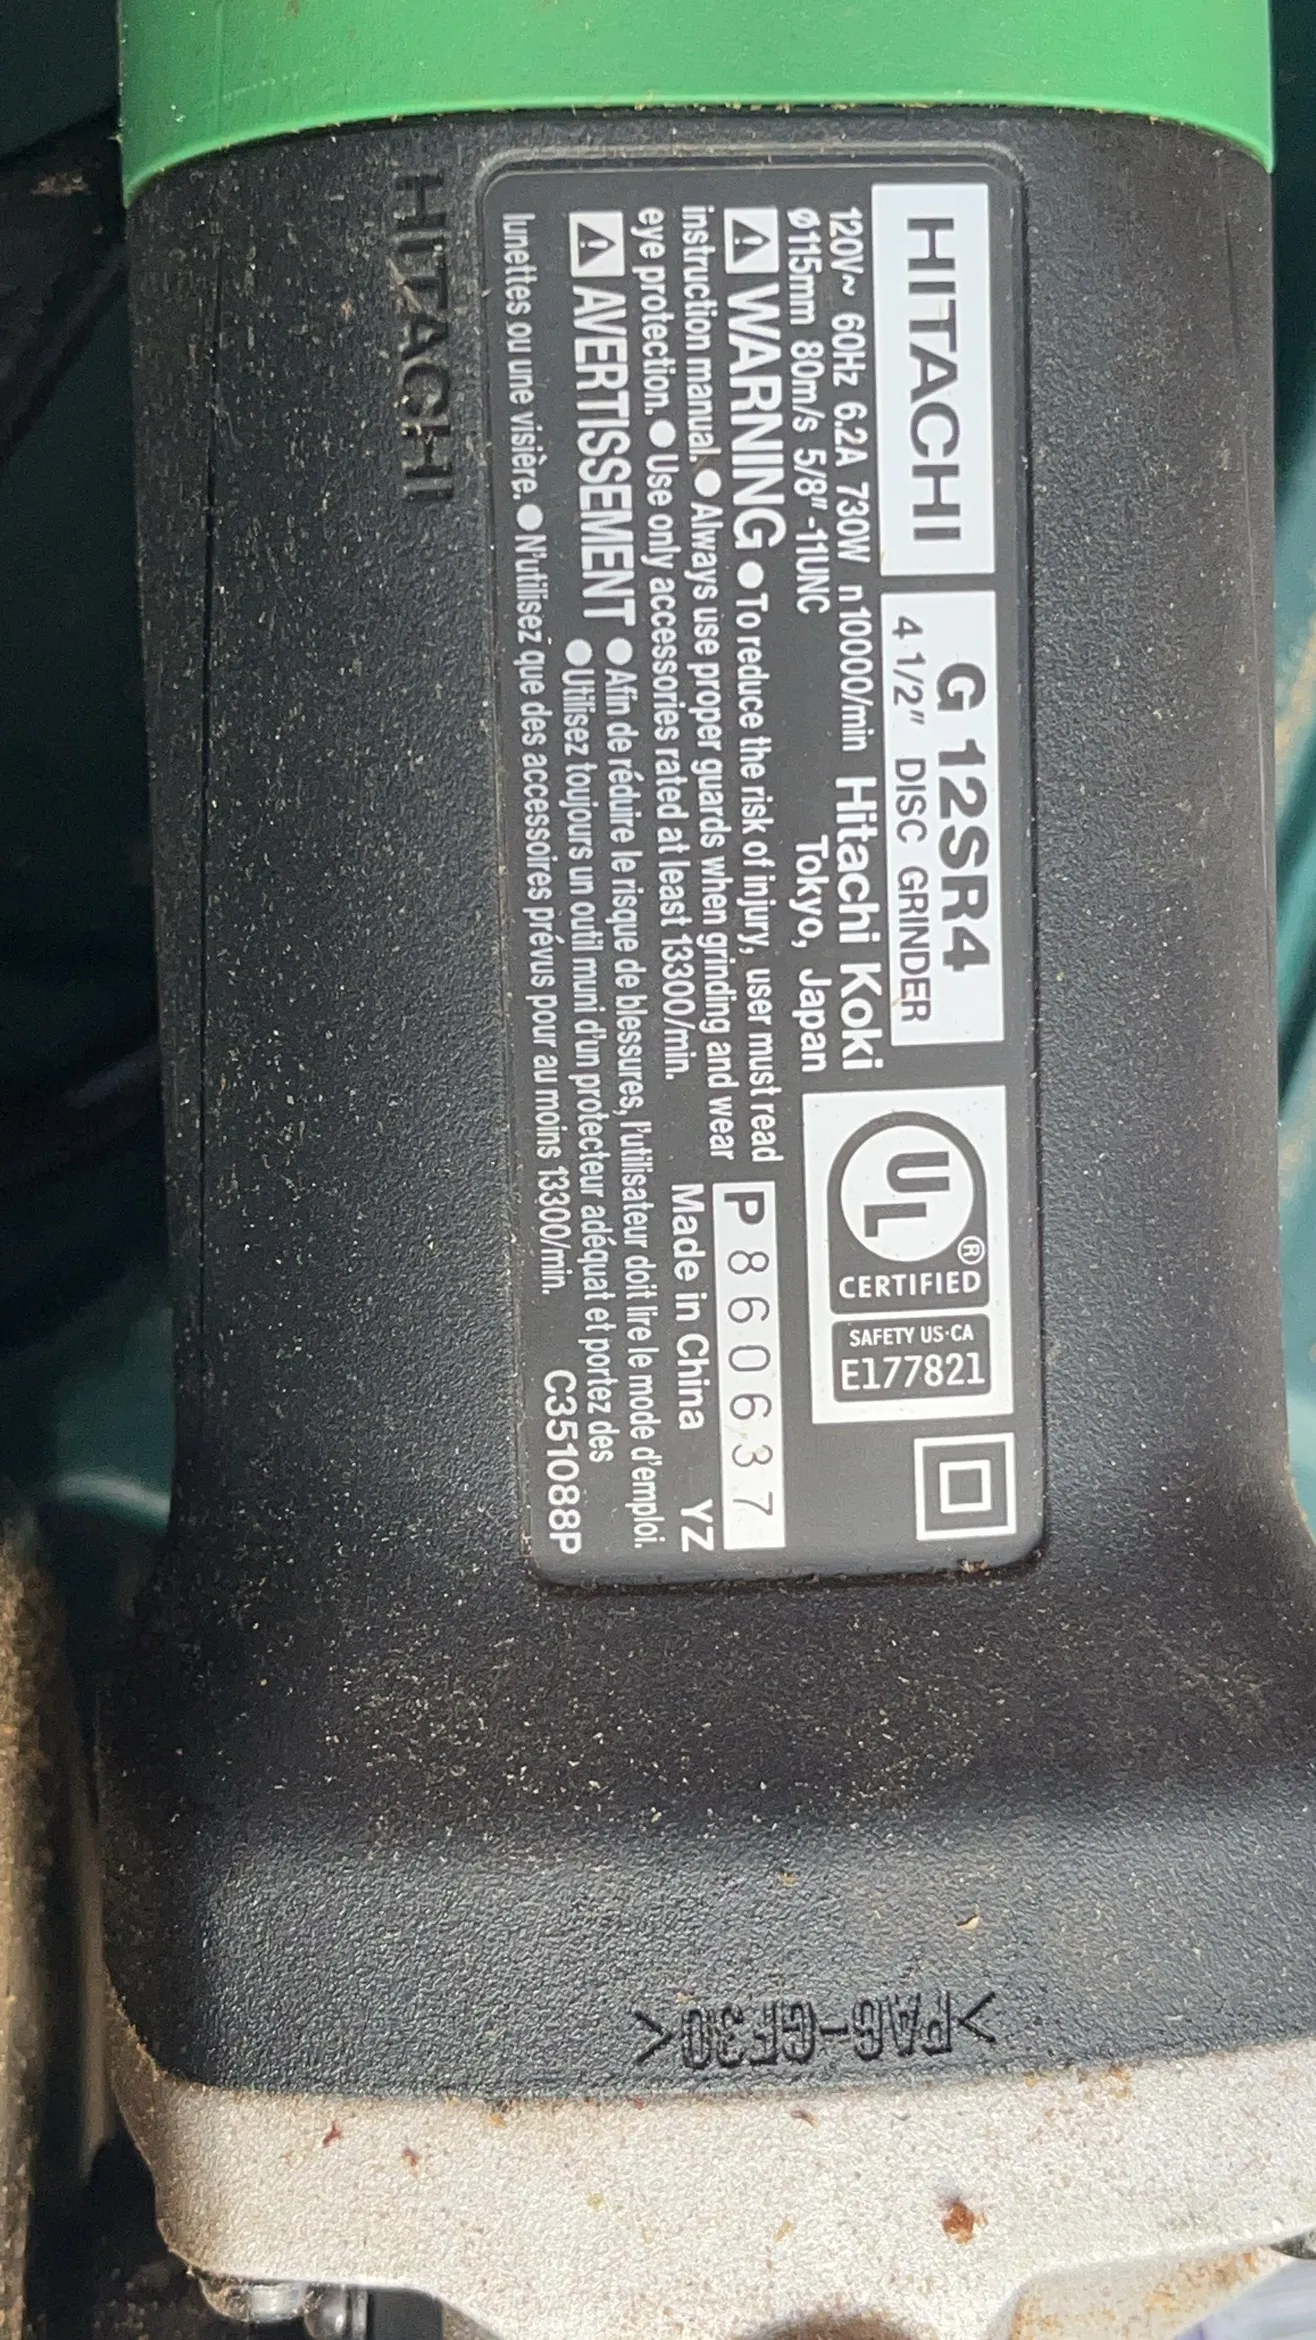 HITACHI
G 12SR4
4 1/2" DISC GRINDER
UL® CERTIFIED
SAFETY US·CA
E177821
120V~ 60Hz 6.2A 730W n10000/min Hitachi Koki
Ø115mm 80m/s 5/8"-11UNC Tokyo, Japan
WARNING ●To reduce the risk of injury, user must read
instruction manual. ●Always use proper guards when grinding and wear
eye protection. ●Use only accessories rated at least 13300/min.
P860637
Made in China YZ
AVERTISSEMENT ●Afin de réduire le risque de blessures, l'utilisateur doit lire le mode d'emploi.
●Utilisez toujours un outil muni d'un protecteur adéquat et portez des
lunettes ou une visière. ●N'utilisez que des accessoires prévus pour au moins 13300/min.
C351088P
HITACHI
>PA6-GF30<